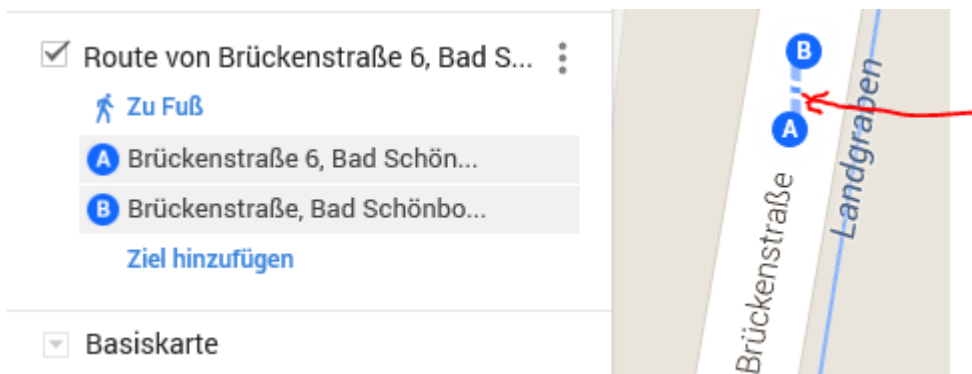 Route von Brückenstraße 6, Bad S...
Zu Fuß
A Brückenstraße 6, Bad Schön...
B Brückenstraße, Bad Schönbo...
Ziel hinzufügen
Basiskarte
B
A
Brückenstraße
Landgraben